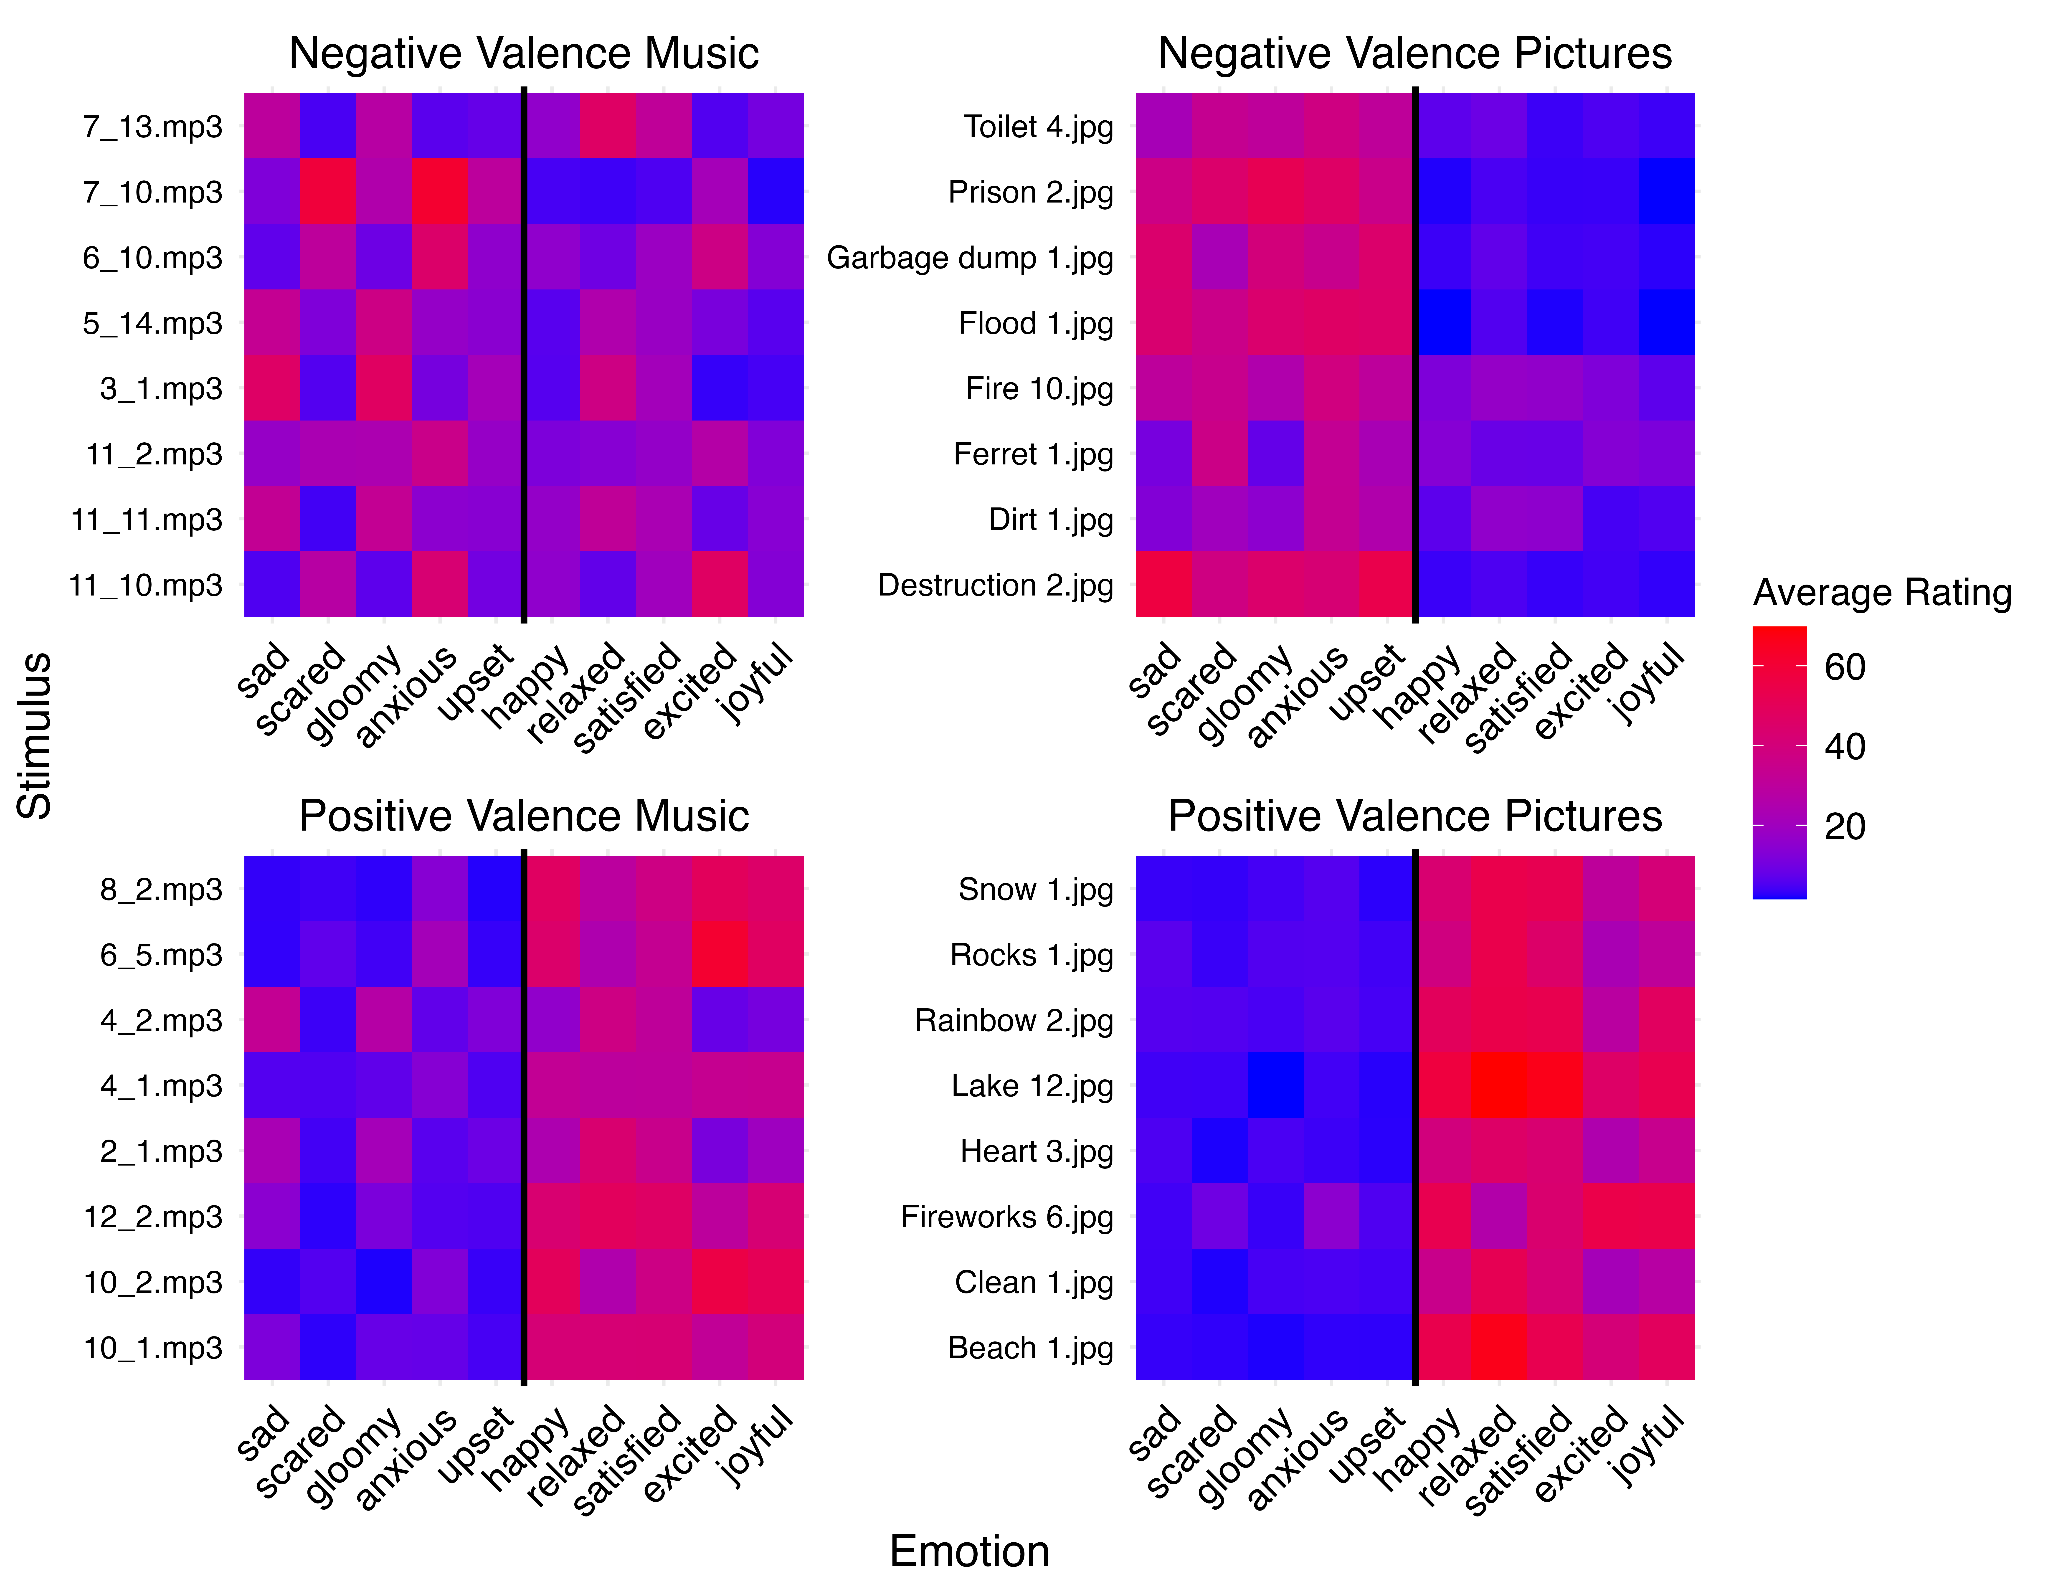 Negative Valence Music
7_13.mp3
7_10.mp3
6_10.mp3
5_14.mp3
3_1.mp3
11_2.mp3
11_11.mp3
11_10.mp3
sad
scared
gloomy
anxious
upset
happy
relaxed
satisfied
excited
joyful
Negative Valence Pictures
Toilet 4.jpg
Prison 2.jpg
Garbage dump 1.jpg
Flood 1.jpg
Fire 10.jpg
Ferret 1.jpg
Dirt 1.jpg
Destruction 2.jpg
sad
scared
gloomy
anxious
upset
happy
relaxed
satisfied
excited
joyful
Stimulus
Positive Valence Music
8_2.mp3
6_5.mp3
4_2.mp3
4_1.mp3
2_1.mp3
12_2.mp3
10_2.mp3
10_1.mp3
sad
scared
gloomy
anxious
upset
happy
relaxed
satisfied
excited
joyful
Positive Valence Pictures
Snow 1.jpg
Rocks 1.jpg
Rainbow 2.jpg
Lake 12.jpg
Heart 3.jpg
Fireworks 6.jpg
Clean 1.jpg
Beach 1.jpg
sad
scared
gloomy
anxious
upset
happy
relaxed
satisfied
excited
joyful
Emotion
Average Rating
60
40
20